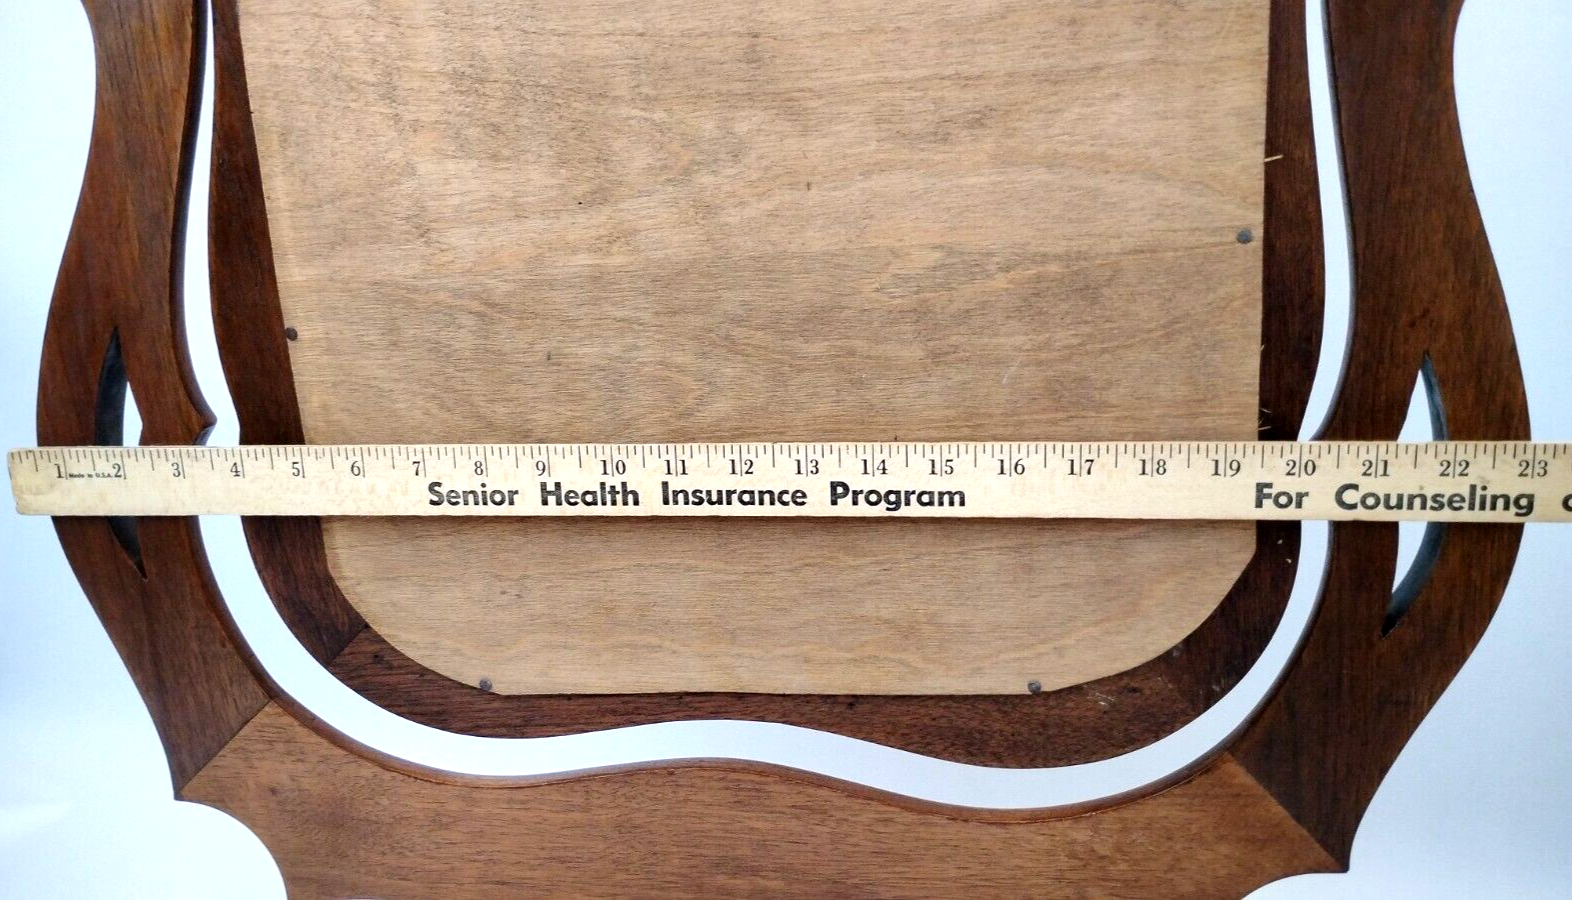 1 Made in U.S.A. 2 3 4 5 6 7 8 9 10 11 12 13 14 15 16 17 18 19 20 21 22 23
Senior Health Insurance Program For Counseling